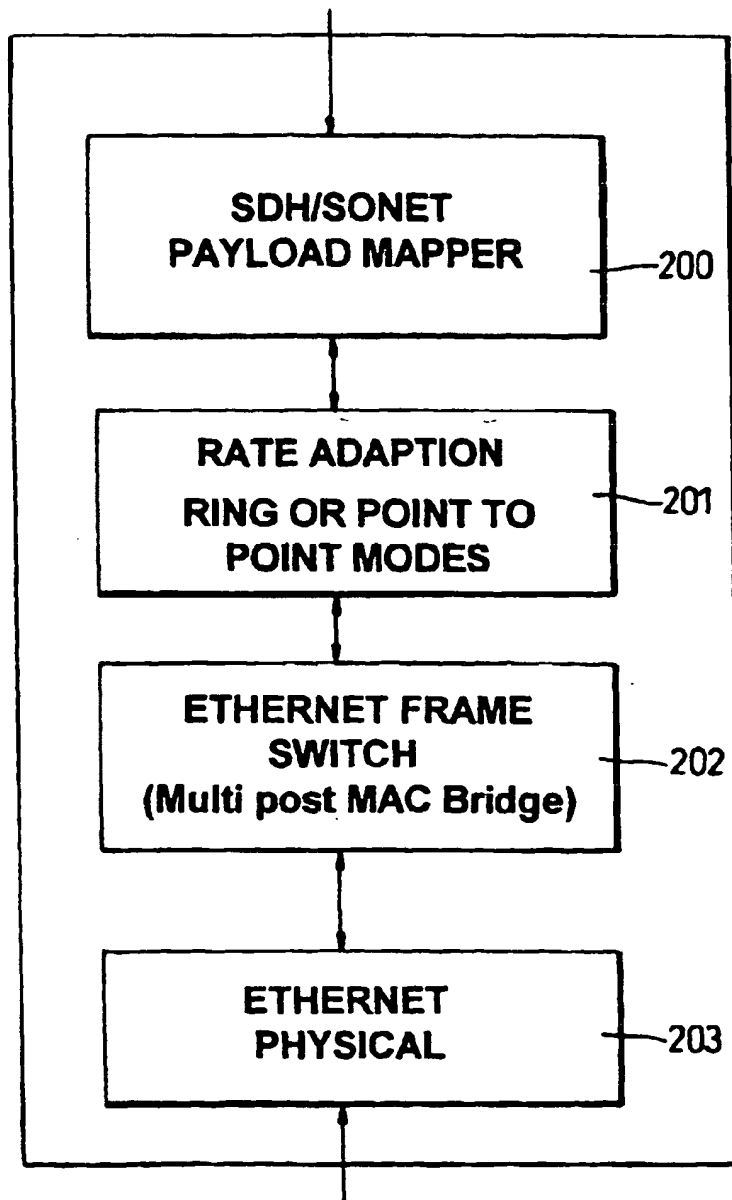 SDH/SONET
PAYLOAD MAPPER
200
RATE ADAPTION
RING OR POINT TO
POINT MODES
201
ETHERNET FRAME
SWITCH
(Multi post MAC Bridge)
202
ETHERNET
PHYSICAL
203